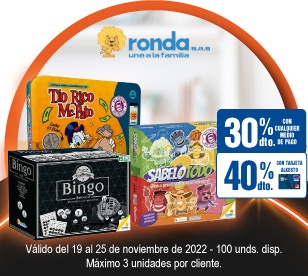 ronda s.a.s
une a la familia
Tío Rico
Mc Pato
Bingo
SABELOTODO
30% dto.
CON
CUALQUIER
MEDIO
DE PAGO
40% dto.
CON TARJETA
ALKOSTO
Válido del 19 al 25 de noviembre de 2022 - 100 unds. disp.
Máximo 3 unidades por cliente.